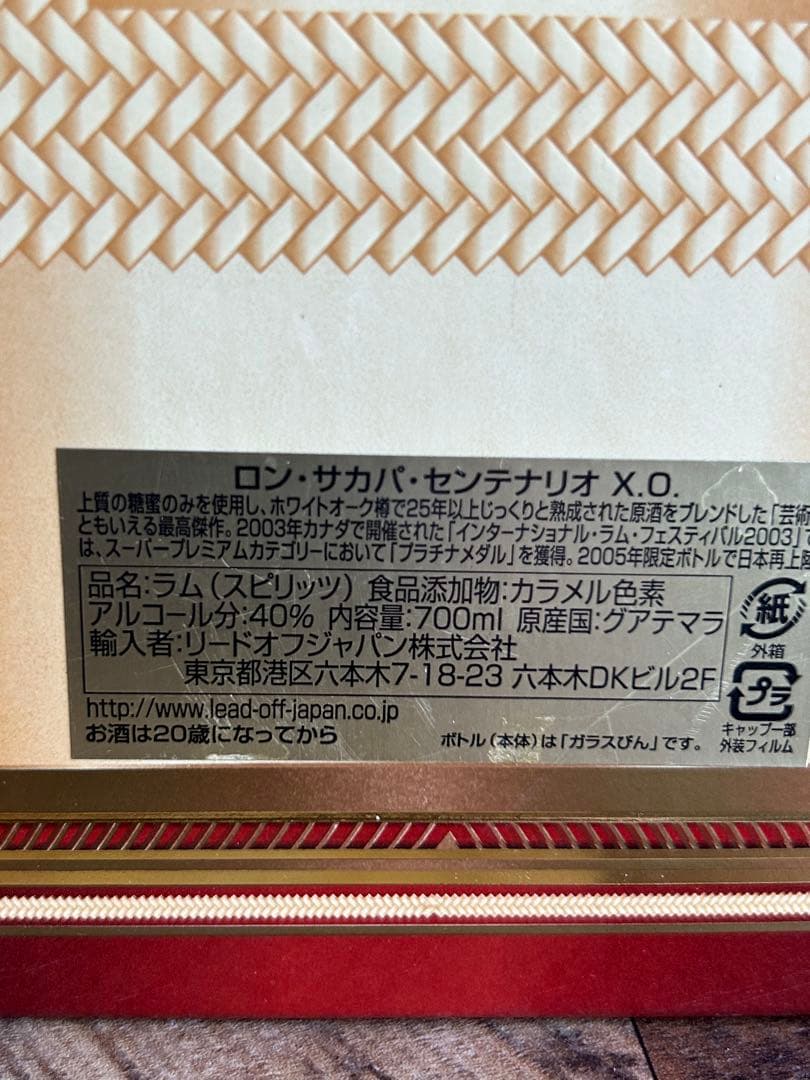 ロン・サカパ・センテナリオ X.O.
上質の糖蜜のみを使用し、ホワイトオーク樽で25年以上じっくりと熟成された原酒をブレンドした「芸術
ともいえる最高傑作。2003年カナダで開催された「インターナショナル・ラム・フェスティバル2003」で
は、スーパープレミアムカテゴリーにおいて「プラチナメダル」を獲得。2005年限定ボトルで日本再上陸
品名:ラム(スピリッツ) 食品添加物:カラメル色素
アルコール分:40% 内容量:700ml 原産国:グアテマラ
輸入者:リードオフジャパン株式会社
東京都港区六本木7-18-23 六本木DKビル2F
http://www.lead-off-japan.co.jp
お酒は20歳になってから
ボトル(本体)は「ガラスびん」です。
紙
外箱
プラ
キャップ一部
外装フィルム